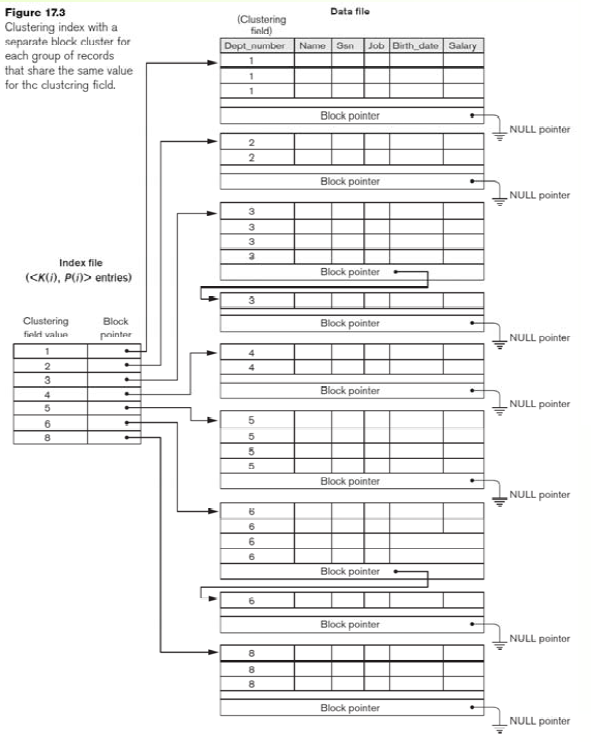 Figure 17.3
Clustering index with a
separate block cluster for
each group of records
that share the same value
for the clustering field.
Data file
(Clustering
field)
Dept_number Name Ssn Job Birth_date Salary
1
1
1
Block pointer
NULL pointer
2
2
Block pointer
NULL pointer
3
3
3
3
Block pointer
3
Block pointer
NULL pointer
4
4
Block pointer
NULL pointer
5
5
5
5
Block pointer
NULL pointer
6
6
6
6
Block pointer
6
Block pointer
NULL pointer
8
8
8
Block pointer
NULL pointer
Index file
(<K(i), P(i)> entries)
Clustering Block
field value pointer
1
2
3
4
5
6
8